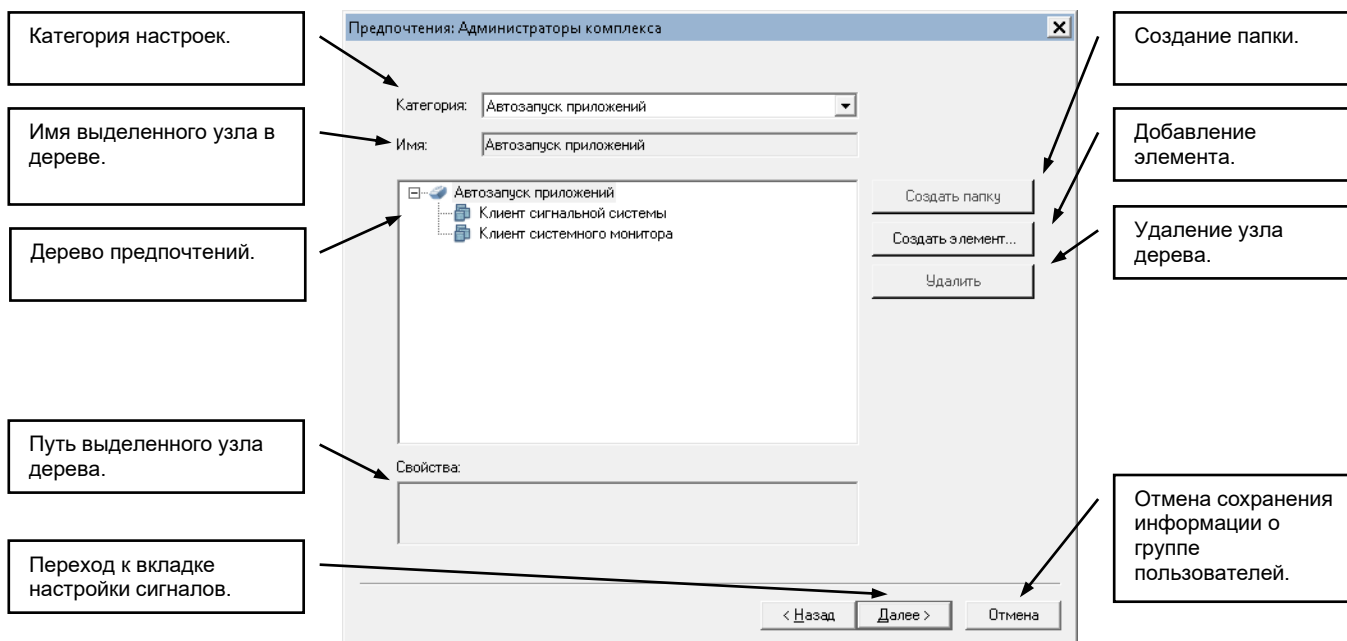 Категория настроек.
Имя выделенного узла в
дереве.
Дерево предпочтений.
Путь выделенного узла
дерева.
Переход к вкладке
настройки сигналов.
Предпочтения: Администраторы комплекса
Категория: Автозапуск приложений
Имя: Автозапуск приложений
Автозапуск приложений
Клиент сигнальной системы
Клиент системного монитора
Создать папку
Создать элемент...
Удалить
Свойства:
< Назад Далее > Отмена
Создание папки.
Добавление
элемента.
Удаление узла
дерева.
Отмена сохранения
информации о
группе
пользователей.